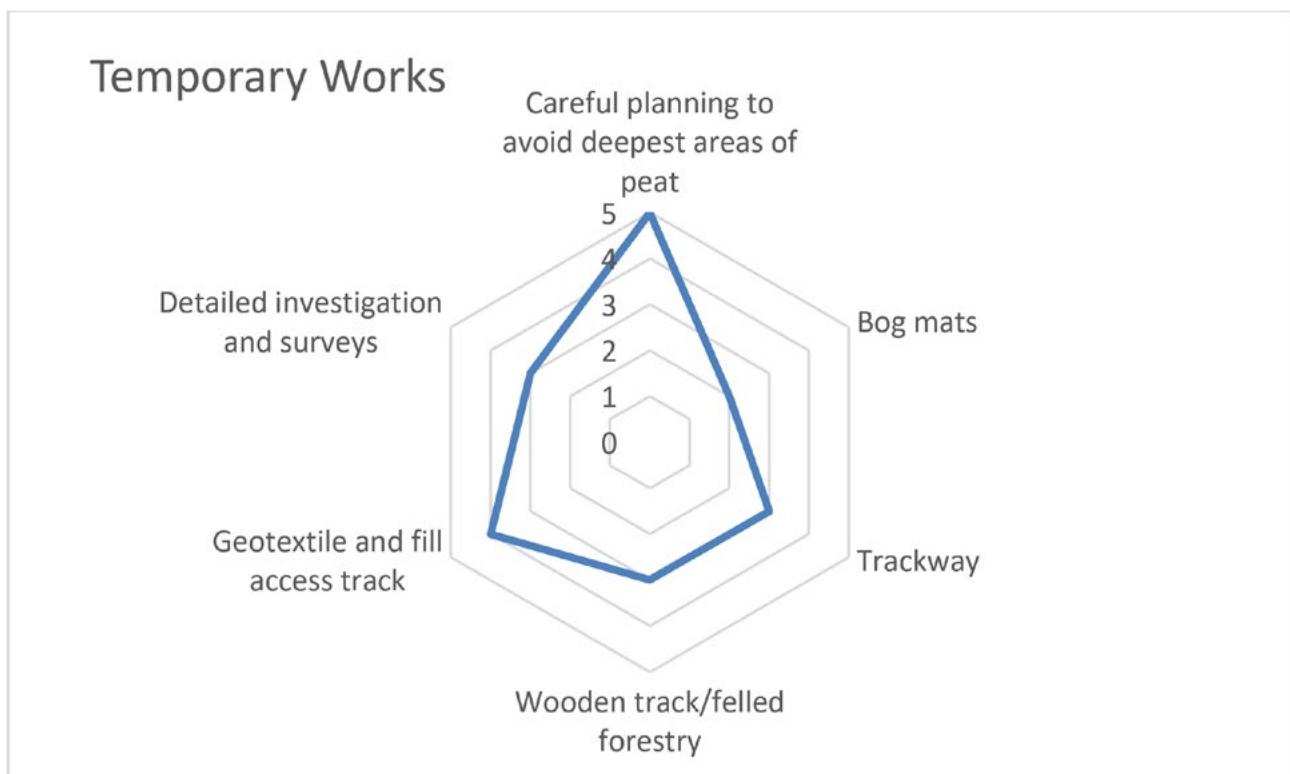 Temporary Works
Careful planning to
avoid deepest areas of
peat
5
4
3
2
1
0
Bog mats
Trackway
Wooden track/felled
forestry
Geotextile and fill
access track
Detailed investigation
and surveys